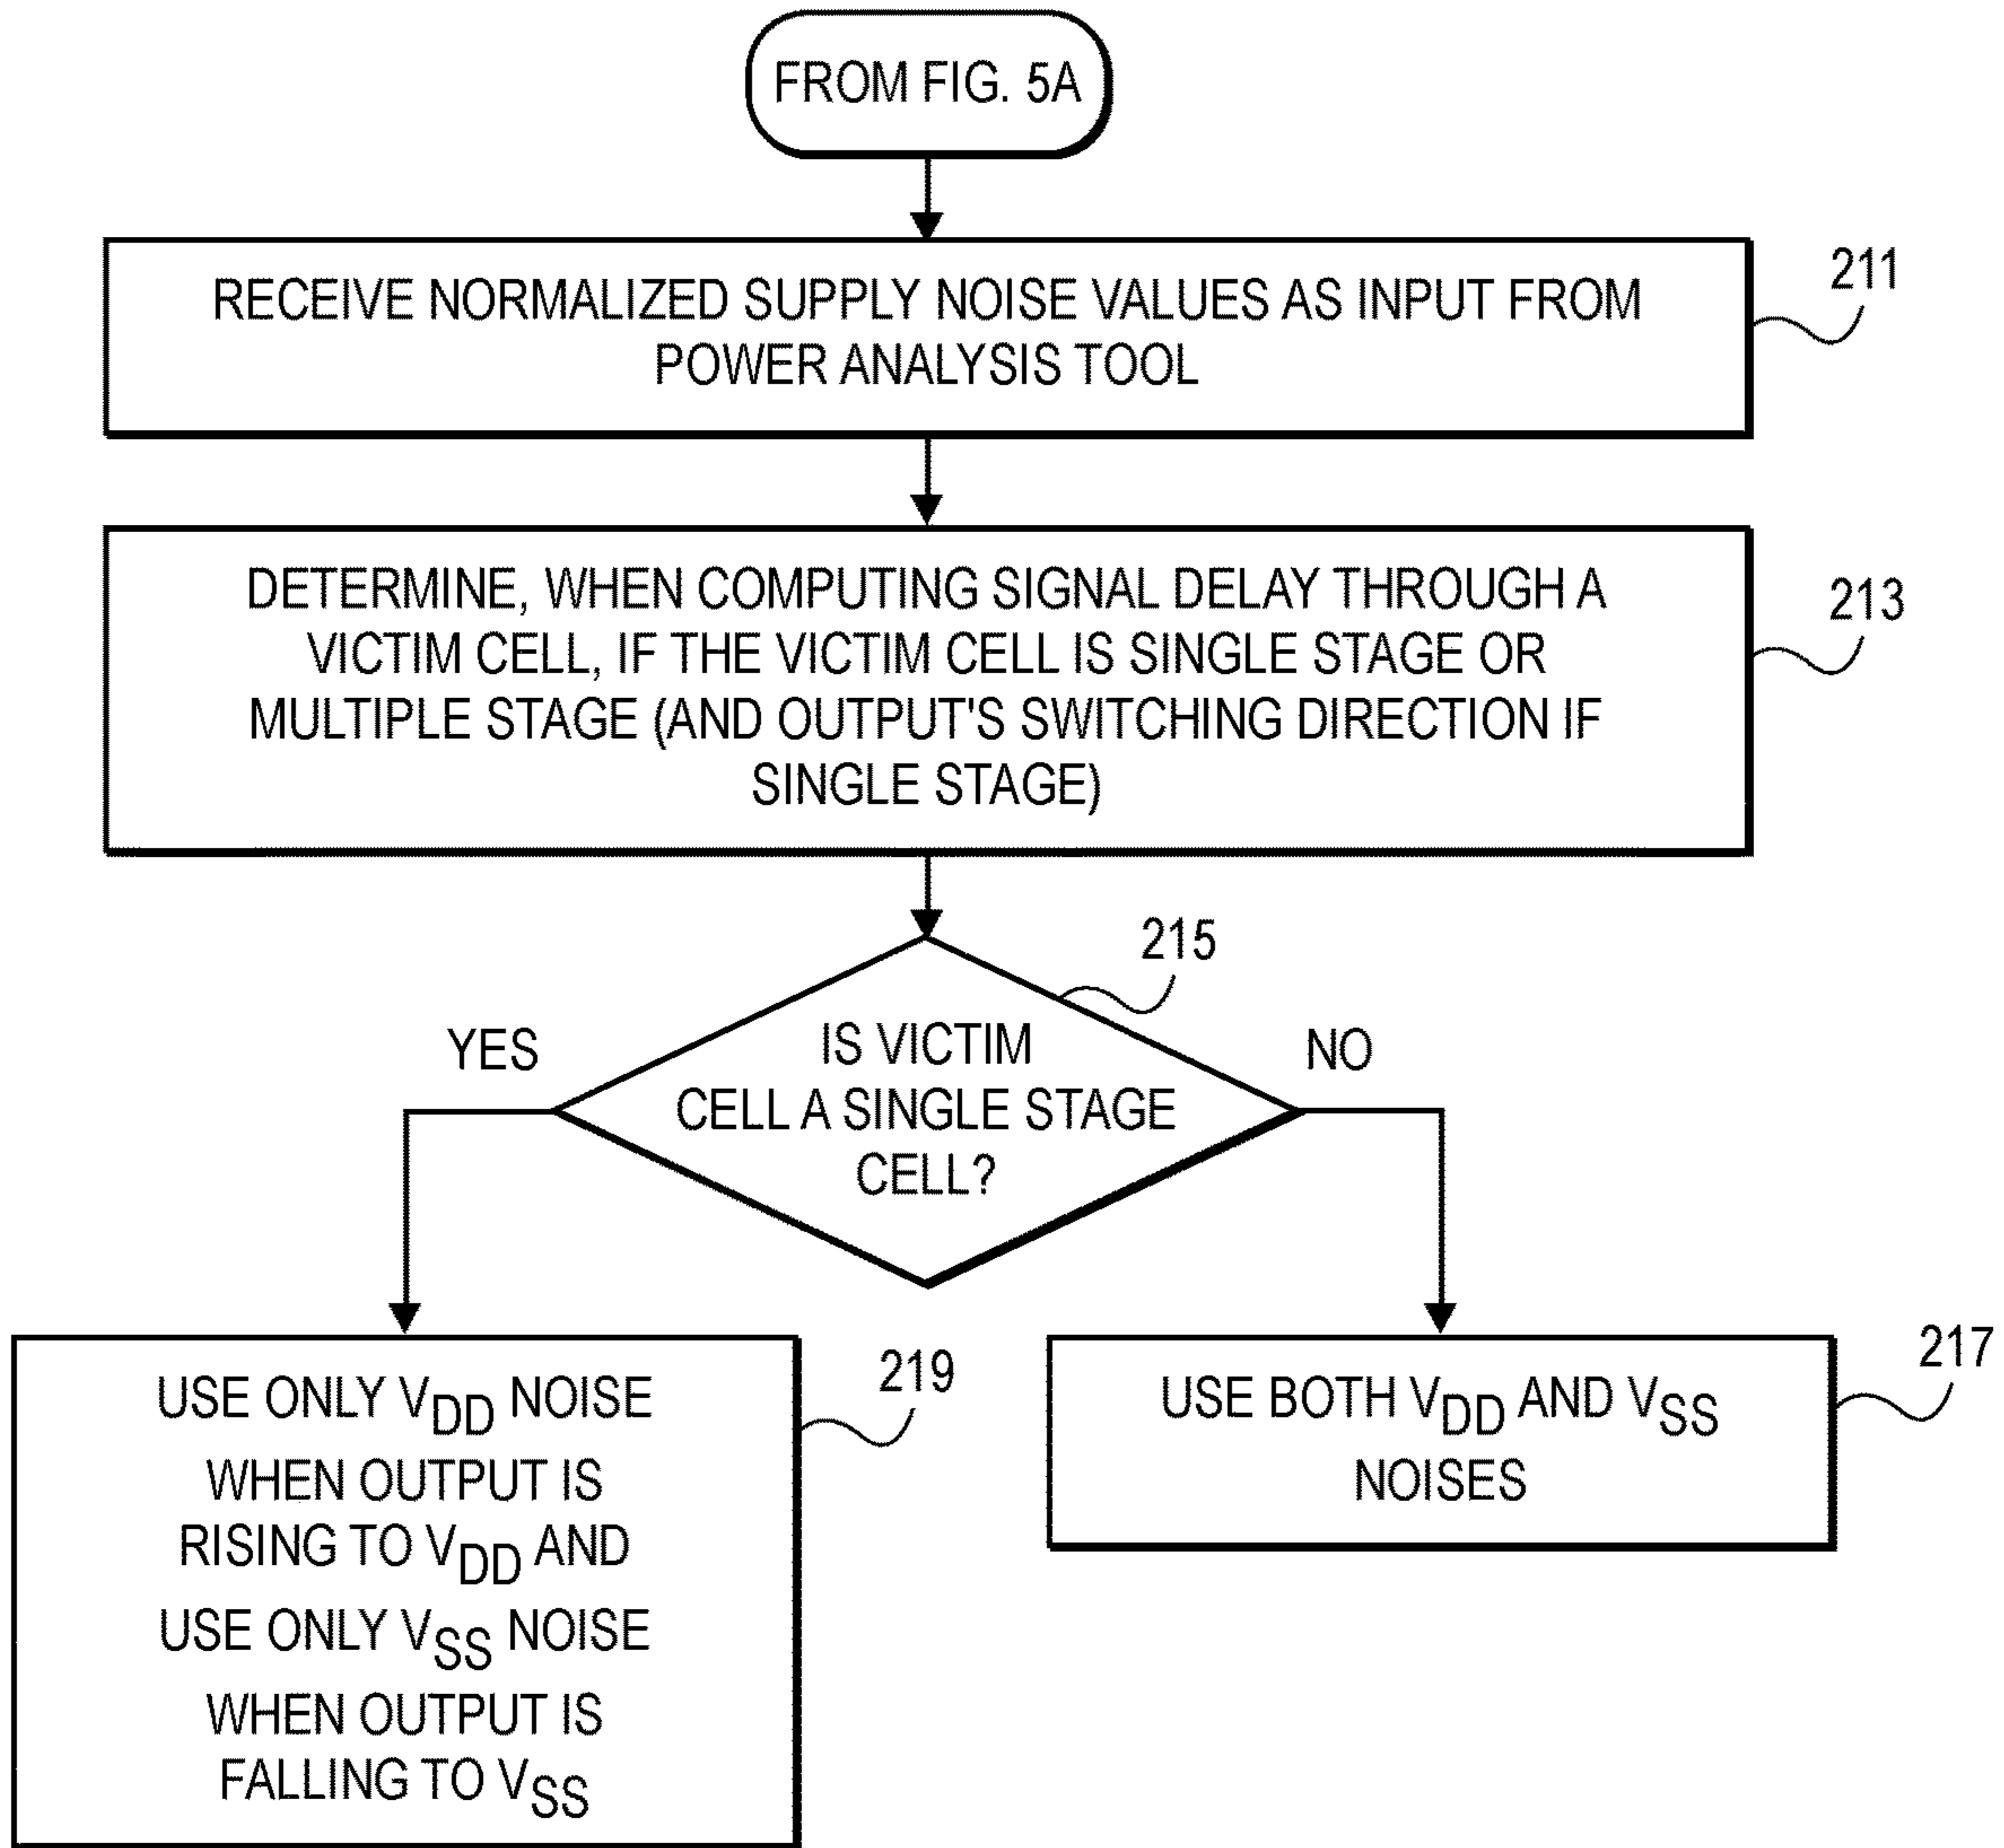 FROM FIG. 5A
RECEIVE NORMALIZED SUPPLY NOISE VALUES AS INPUT FROM
POWER ANALYSIS TOOL
211
DETERMINE, WHEN COMPUTING SIGNAL DELAY THROUGH A
VICTIM CELL, IF THE VICTIM CELL IS SINGLE STAGE OR
MULTIPLE STAGE (AND OUTPUT'S SWITCHING DIRECTION IF
SINGLE STAGE)
213
215
YES
IS VICTIM
CELL A SINGLE STAGE
CELL?
NO
USE ONLY VDD NOISE
WHEN OUTPUT IS
RISING TO VDD AND
USE ONLY VSS NOISE
WHEN OUTPUT IS
FALLING TO VSS
219
USE BOTH VDD AND VSS
NOISES
217